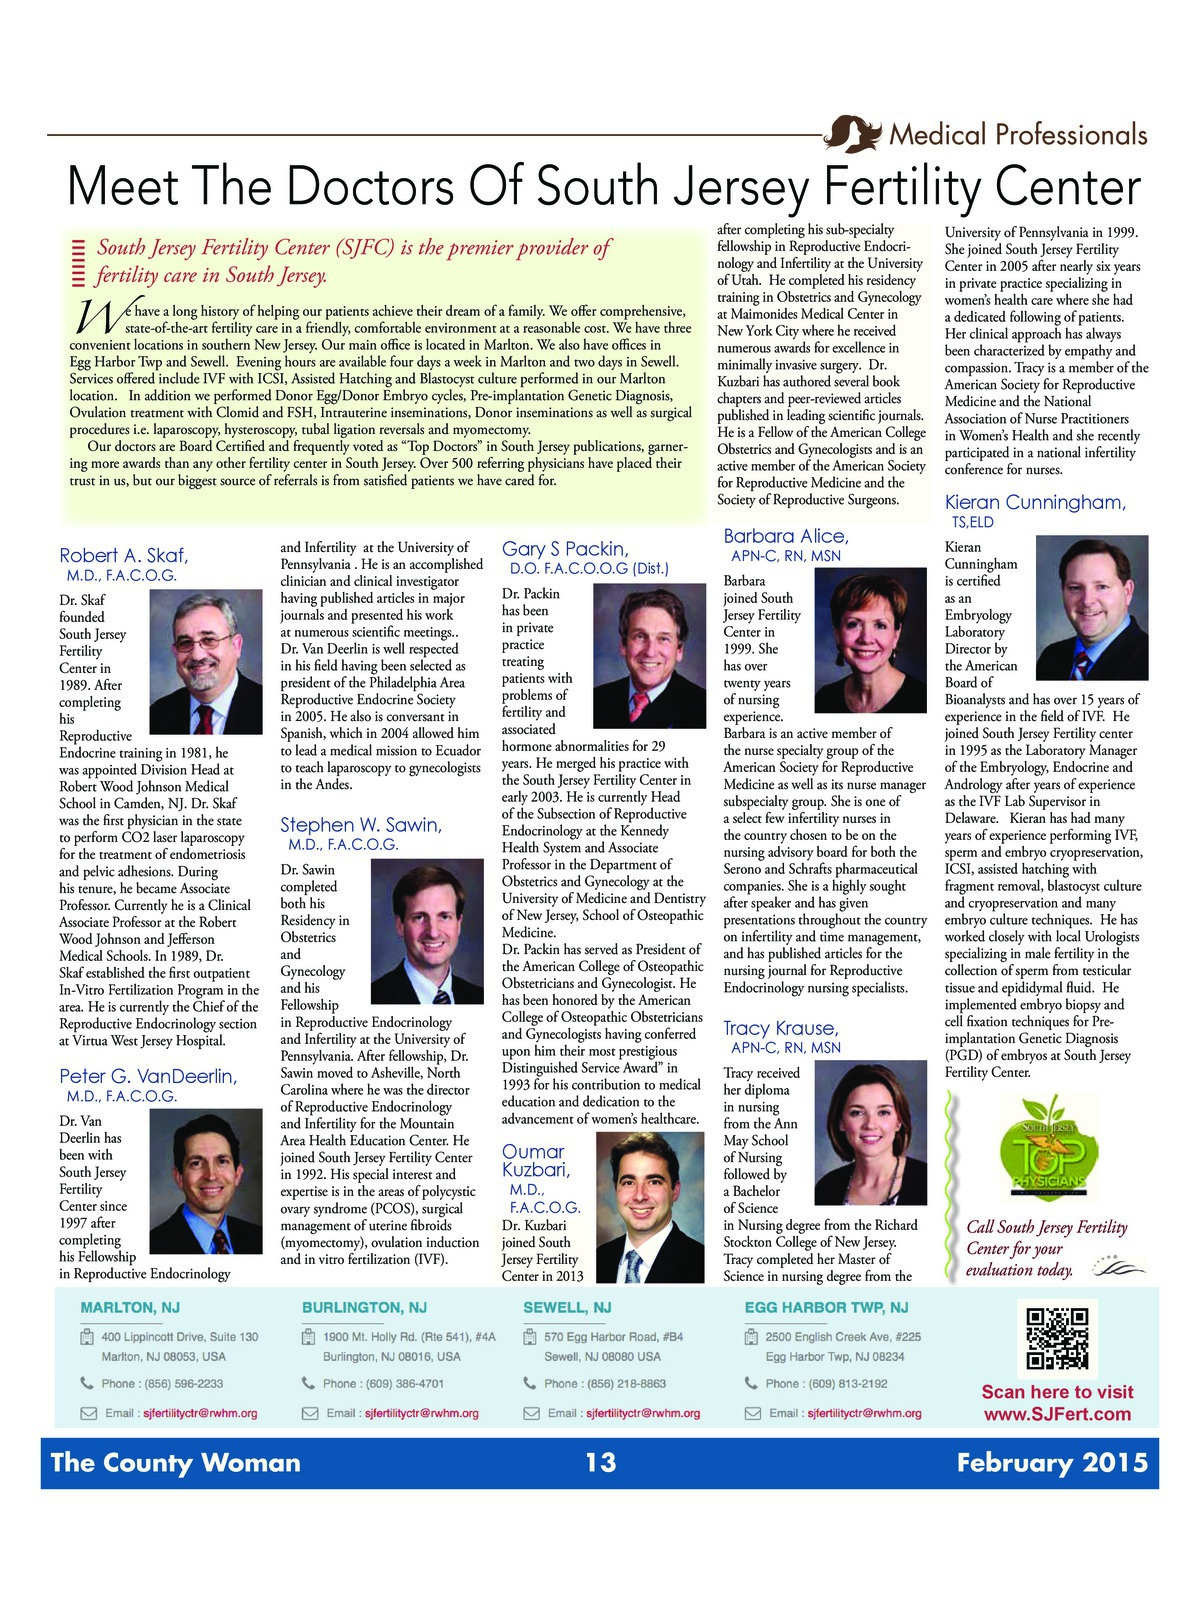 Medical Professionals
Meet The Doctors Of South Jersey Fertility Center
South Jersey Fertility Center (SJFC) is the premier provider of
fertility care in South Jersey.
We have a long history of helping our patients achieve their dream of a family. We offer comprehensive,
state-of-the-art fertility care in a friendly, comfortable environment at a reasonable cost. We have three
convenient locations in southern New Jersey. Our main office is located in Marlton. We also have offices in
Egg Harbor Twp and Sewell. Evening hours are available four days a week in Marlton and two days in Sewell.
Services offered include IVF with ICSI, Assisted Hatching and Blastocyst culture performed in our Marlton
location. In addition we performed Donor Egg/Donor Embryo cycles, Pre-implantation Genetic Diagnosis,
Ovulation treatment with Clomid and FSH, Intrauterine inseminations, Donor inseminations as well as surgical
procedures i.e. laparoscopy, hysteroscopy, tubal ligation reversals and myomectomy.
Our doctors are Board Certified and frequently voted as “Top Doctors” in South Jersey publications, garner-
ing more awards than any other fertility center in South Jersey. Over 500 referring physicians have placed their
trust in us, but our biggest source of referrals is from satisfied patients we have cared for.
Robert A. Skaf,
M.D., F.A.C.O.G.
Dr. Skaf
founded
South Jersey
Fertility
Center in
1989. After
completing
his
Reproductive
Endocrine training in 1981, he
was appointed Division Head at
Robert Wood Johnson Medical
School in Camden, NJ. Dr. Skaf
was the first physician in the state
to perform CO2 laser laparoscopy
for the treatment of endometriosis
and pelvic adhesions. During
his tenure, he became Associate
Professor. Currently he is a Clinical
Associate Professor at the Robert
Wood Johnson and Jefferson
Medical Schools. In 1989, Dr.
Skaf established the first outpatient
In-Vitro Fertilization Program in the
area. He is currently the Chief of the
Reproductive Endocrinology section
at Virtua West Jersey Hospital.
Peter G. VanDeerlin,
M.D., F.A.C.O.G.
Dr. Van
Deerlin has
been with
South Jersey
Fertility
Center since
1997 after
completing
his Fellowship
in Reproductive Endocrinology
and Infertility at the University of
Pennsylvania . He is an accomplished
clinician and clinical investigator
having published articles in major
journals and presented his work
at numerous scientific meetings..
Dr. Van Deerlin is well respected
in his field having been selected as
president of the Philadelphia Area
Reproductive Endocrine Society
in 2005. He also is conversant in
Spanish, which in 2004 allowed him
to lead a medical mission to Ecuador
to teach laparoscopy to gynecologists
in the Andes.
Stephen W. Sawin,
M.D., F.A.C.O.G.
Dr. Sawin
completed
both his
Residency in
Obstetrics
and
Gynecology
and his
Fellowship
in Reproductive Endocrinology
and Infertility at the University of
Pennsylvania. After fellowship, Dr.
Sawin moved to Asheville, North
Carolina where he was the director
of Reproductive Endocrinology
and Infertility for the Mountain
Area Health Education Center. He
joined South Jersey Fertility Center
in 1992. His special interest and
expertise is in the areas of polycystic
ovary syndrome (PCOS), surgical
management of uterine fibroids
(myomectomy), ovulation induction
and in vitro fertilization (IVF).
Gary S Packin,
D.O. F.A.C.O.O.G (Dist.)
Dr. Packin
has been
in private
practice
treating
patients with
problems of
fertility and
associated
hormone abnormalities for 29
years. He merged his practice with
the South Jersey Fertility Center in
early 2003. He is currently Head
of the Subsection of Reproductive
Endocrinology at the Kennedy
Health System and Associate
Professor in the Department of
Obstetrics and Gynecology at the
University of Medicine and Dentistry
of New Jersey, School of Osteopathic
Medicine.
Dr. Packin has served as President of
the American College of Osteopathic
Obstetricians and Gynecologist. He
has been honored by the American
College of Osteopathic Obstetricians
and Gynecologists having conferred
upon him their most prestigious
Distinguished Service Award” in
1993 for his contribution to medical
education and dedication to the
advancement of women’s healthcare.
Oumar
Kuzbari,
M.D.,
F.A.C.O.G.
Dr. Kuzbari
joined South
Jersey Fertility
Center in 2013
after completing his sub-specialty
fellowship in Reproductive Endocri-
nology and Infertility at the University
of Utah. He completed his residency
training in Obstetrics and Gynecology
at Maimonides Medical Center in
New York City where he received
numerous awards for excellence in
minimally invasive surgery. Dr.
Kuzbari has authored several book
chapters and peer-reviewed articles
published in leading scientific journals.
He is a Fellow of the American College
Obstetrics and Gynecologists and is an
active member of the American Society
for Reproductive Medicine and the
Society of Reproductive Surgeons.
Barbara Alice,
APN-C, RN, MSN
Barbara
joined South
Jersey Fertility
Center in
1999. She
has over
twenty years
of nursing
experience.
Barbara is an active member of
the nurse specialty group of the
American Society for Reproductive
Medicine as well as its nurse manager
subspecialty group. She is one of
a select few infertility nurses in
the country chosen to be on the
nursing advisory board for both the
Serono and Schrafts pharmaceutical
companies. She is a highly sought
after speaker and has given
presentations throughout the country
on infertility and time management,
and has published articles for the
nursing journal for Reproductive
Endocrinology nursing specialists.
Tracy Krause,
APN-C, RN, MSN
Tracy received
her diploma
in nursing
from the Ann
May School
of Nursing
followed by
a Bachelor
of Science
in Nursing degree from the Richard
Stockton College of New Jersey.
Tracy completed her Master of
Science in nursing degree from the
University of Pennsylvania in 1999.
She joined South Jersey Fertility
Center in 2005 after nearly six years
in private practice specializing in
women’s health care where she had
a dedicated following of patients.
Her clinical approach has always
been characterized by empathy and
compassion. Tracy is a member of the
American Society for Reproductive
Medicine and the National
Association of Nurse Practitioners
in Women’s Health and she recently
participated in a national infertility
conference for nurses.
Kieran Cunningham,
TS,ELD
Kieran
Cunningham
is certified
as an
Embryology
Laboratory
Director by
the American
Board of
Bioanalysts and has over 15 years of
experience in the field of IVF. He
joined South Jersey Fertility center
in 1995 as the Laboratory Manager
of the Embryology, Endocrine and
Andrology after years of experience
as the IVF Lab Supervisor in
Delaware. Kieran has had many
years of experience performing IVF,
sperm and embryo cryopreservation,
ICSI, assisted hatching with
fragment removal, blastocyst culture
and cryopreservation and many
embryo culture techniques. He has
worked closely with local Urologists
specializing in male fertility in the
collection of sperm from testicular
tissue and epididymal fluid. He
implemented embryo biopsy and
cell fixation techniques for Pre-
implantation Genetic Diagnosis
(PGD) of embryos at South Jersey
Fertility Center.
SOUTH JERSEY
TOP
PHYSICIANS
Call South Jersey Fertility
Center for your
evaluation today.
MARLTON, NJ
400 Lippincott Drive, Suite 130
Marlton, NJ 08053, USA
Phone : (856) 596-2233
Email : sjfertilityctr@rwhm.org
BURLINGTON, NJ
1900 Mt. Holly Rd. (Rte 541), #4A
Burlington, NJ 08016, USA
Phone : (609) 386-4701
Email : sjfertilityctr@rwhm.org
SEWELL, NJ
570 Egg Harbor Road, #B4
Sewell, NJ 08080 USA
Phone : (856) 218-8863
Email : sjfertilityctr@rwhm.org
EGG HARBOR TWP, NJ
2500 English Creek Ave, #225
Egg Harbor Twp, NJ 08234
Phone : (609) 813-2192
Email : sjfertilityctr@rwhm.org
Scan here to visit
www.SJFert.com
The County Woman
13
February 2015